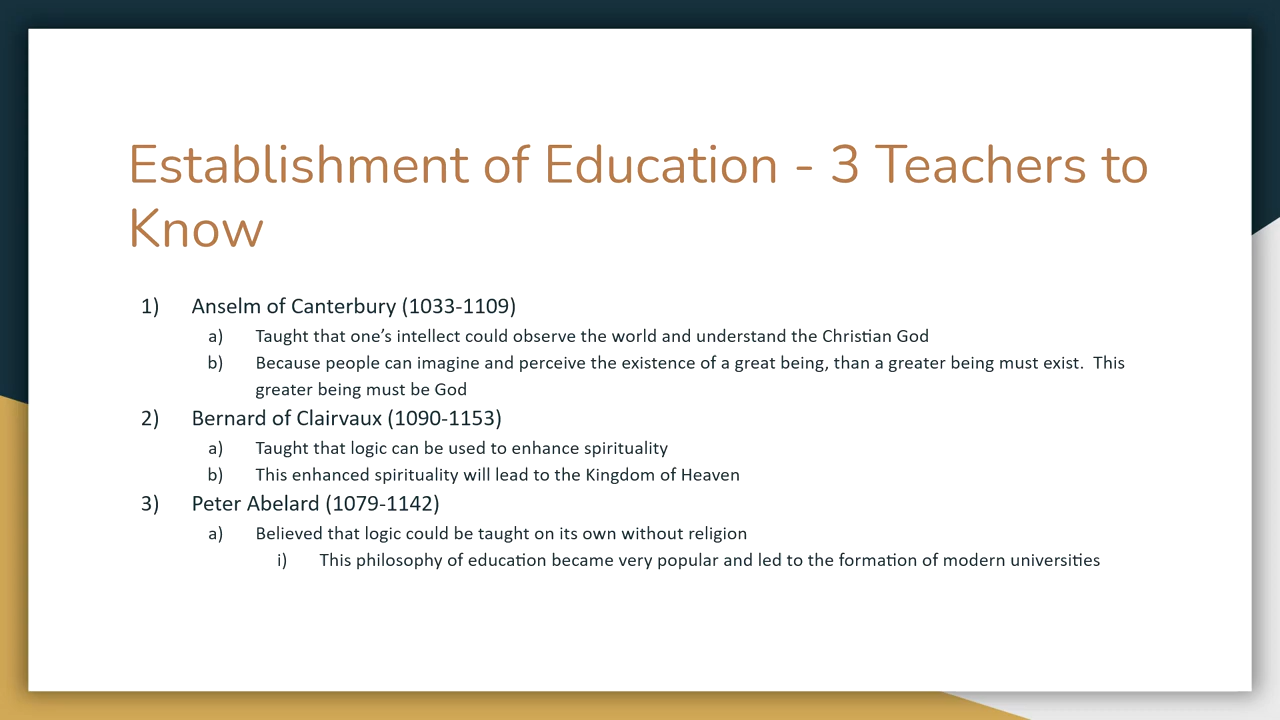 Establishment of Education - 3 Teachers to
Know
1) Anselm of Canterbury (1033-1109)
a) Taught that one’s intellect could observe the world and understand the Christian God
b) Because people can imagine and perceive the existence of a great being, than a greater being must exist.  This
greater being must be God
2) Bernard of Clairvaux (1090-1153)
a) Taught that logic can be used to enhance spirituality
b) This enhanced spirituality will lead to the Kingdom of Heaven
3) Peter Abelard (1079-1142)
a) Believed that logic could be taught on its own without religion
i) This philosophy of education became very popular and led to the formation of modern universities